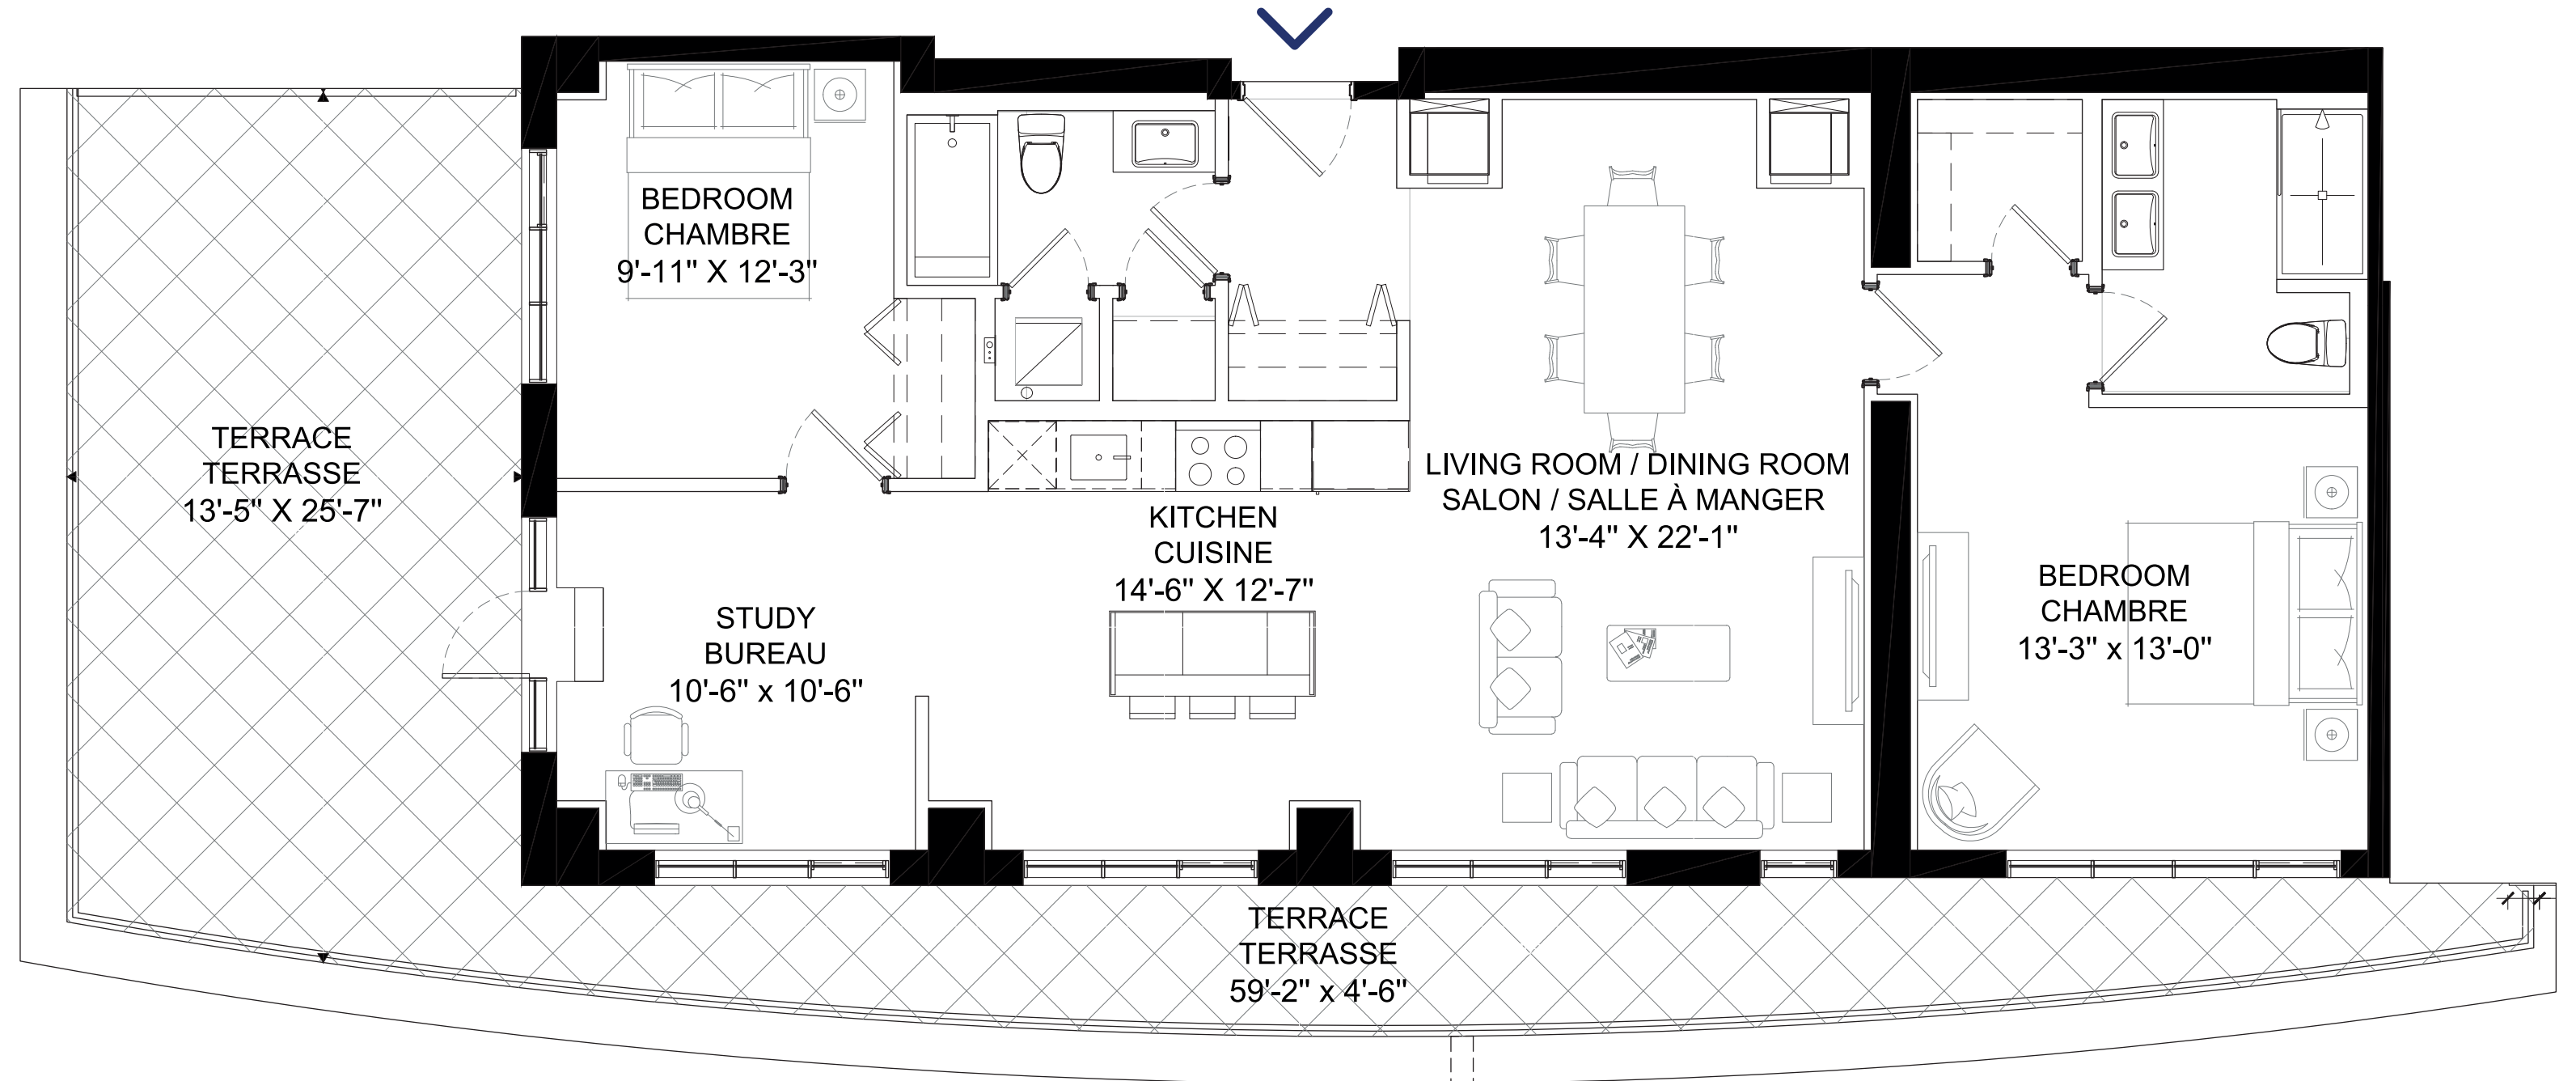 BEDROOM
CHAMBRE
9'-11" X 12'-3"
TERRACE
TERRASSE
13'-5" X 25'-7"
LIVING ROOM / DINING ROOM
SALON / SALLE À MANGER
13'-4" X 22'-1"
KITCHEN
CUISINE
14'-6" X 12'-7"
BEDROOM
CHAMBRE
13'-3" x 13'-0"
STUDY
BUREAU
10'-6" x 10'-6"
TERRACE
TERRASSE
59'-2" x 4'-6"